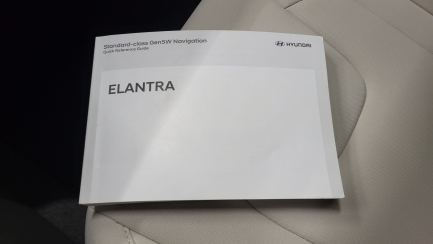 Standard-class Gen5W Navigation
Quick Reference Guide
HYUNDAI
ELANTRA